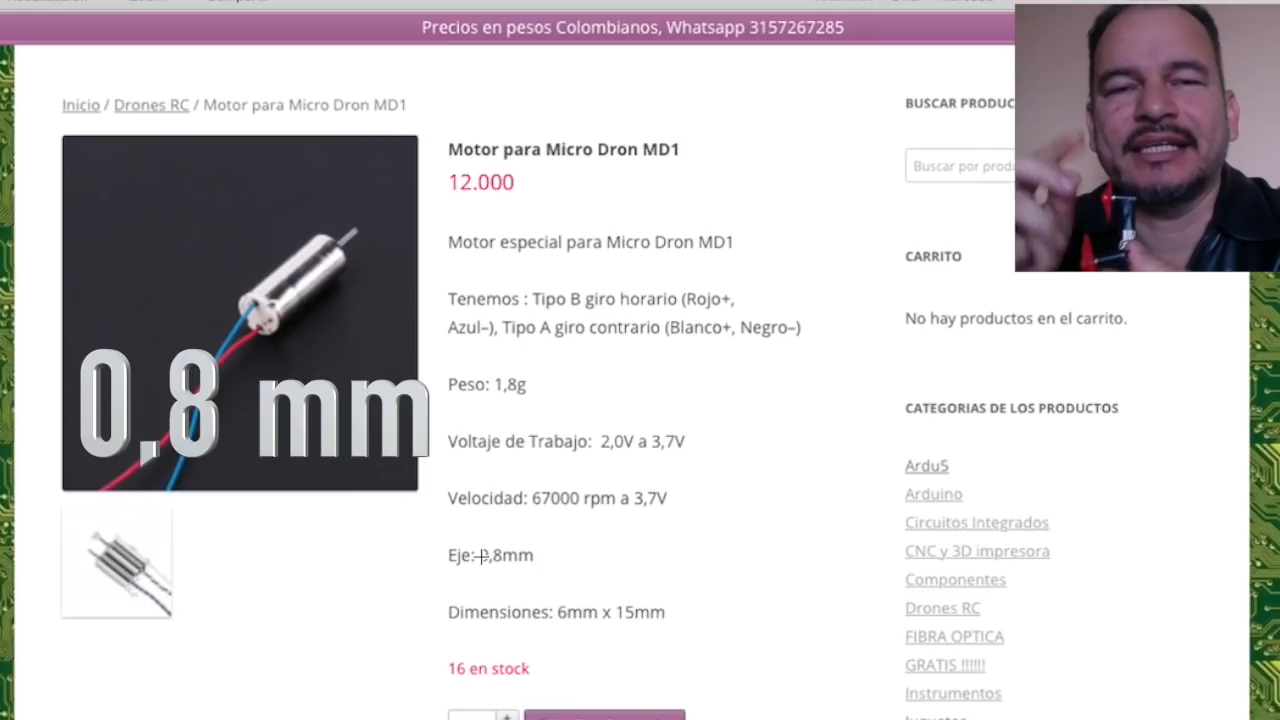 Precios en pesos Colombianos, Whatsapp 3157267285
Inicio / Drones RC / Motor para Micro Dron MD1
Motor para Micro Dron MD1
12.000
Motor especial para Micro Dron MD1
Tenemos : Tipo B giro horario (Rojo+,
Azul–), Tipo A giro contrario (Blanco+, Negro–)
Peso: 1,8g
Voltaje de Trabajo: 2,0V a 3,7V
Velocidad: 67000 rpm a 3,7V
Eje: 0,8mm
Dimensiones: 6mm x 15mm
16 en stock
0,8 mm
BUSCAR PRODUC
Buscar por produ
CARRITO
No hay productos en el carrito.
CATEGORIAS DE LOS PRODUCTOS
Ardu5
Arduino
Circuitos Integrados
CNC y 3D impresora
Componentes
Drones RC
FIBRA OPTICA
GRATIS !!!!!!
Instrumentos